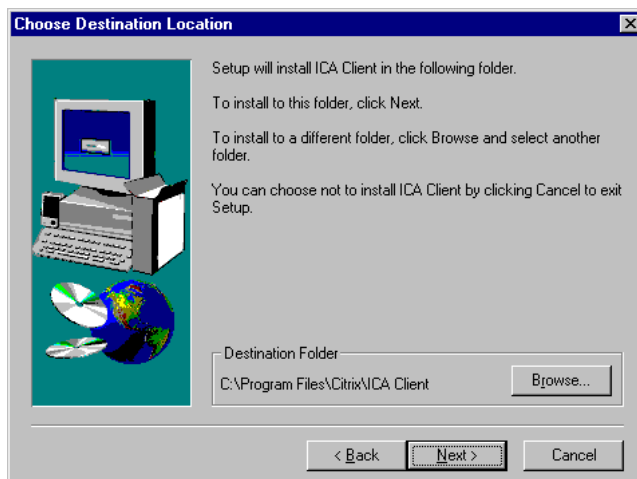 Choose Destination Location
Setup will install ICA Client in the following folder.
To install to this folder, click Next.
To install to a different folder, click Browse and select another
folder.
You can choose not to install ICA Client by clicking Cancel to exit
Setup.
Destination Folder
C:\Program Files\Citrix\ICA Client
Browse...
< Back
Next >
Cancel